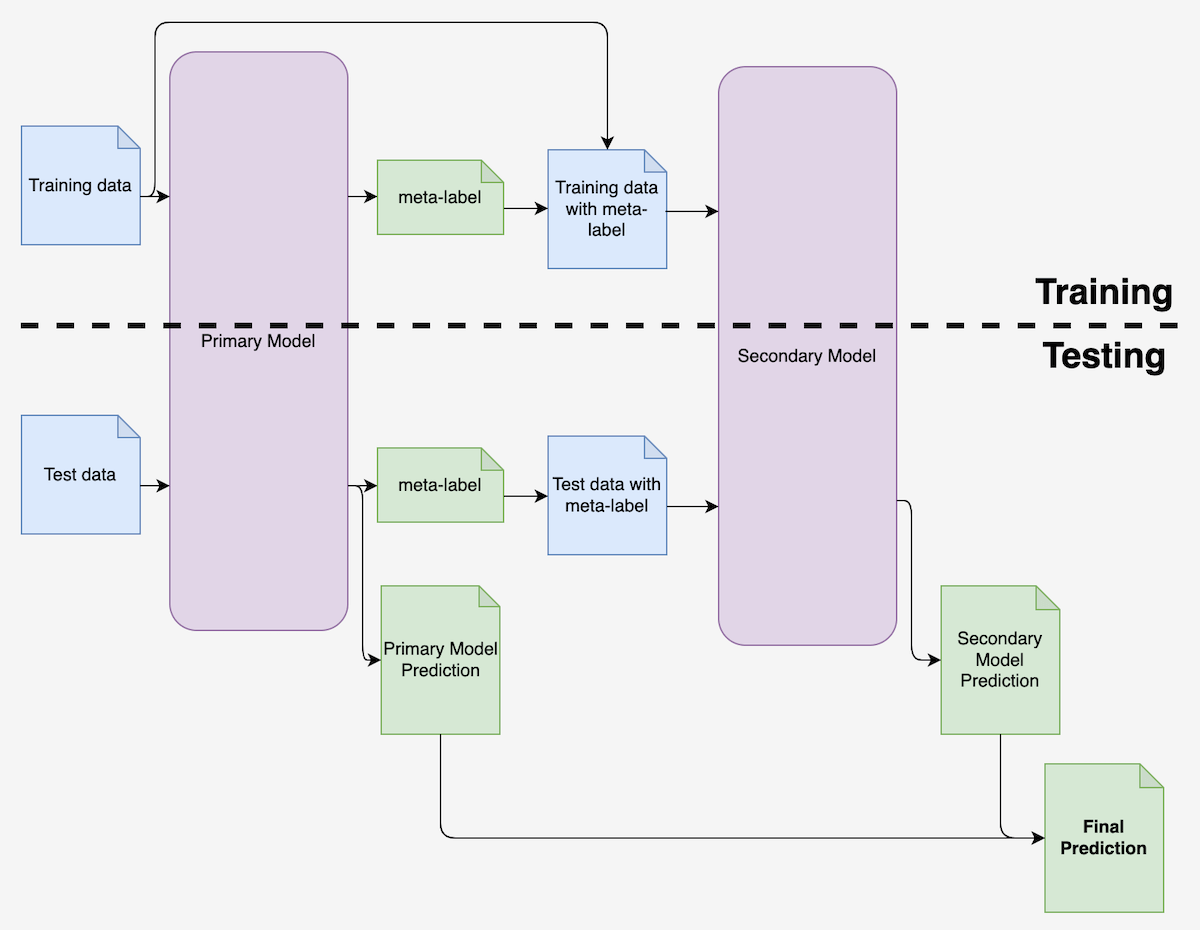 Training data
meta-label
Training data
with meta-
label
Training
Primary Model
Secondary Model
Testing
Test data
meta-label
Test data with
meta-label
Primary Model
Prediction
Secondary
Model
Prediction
Final
Prediction